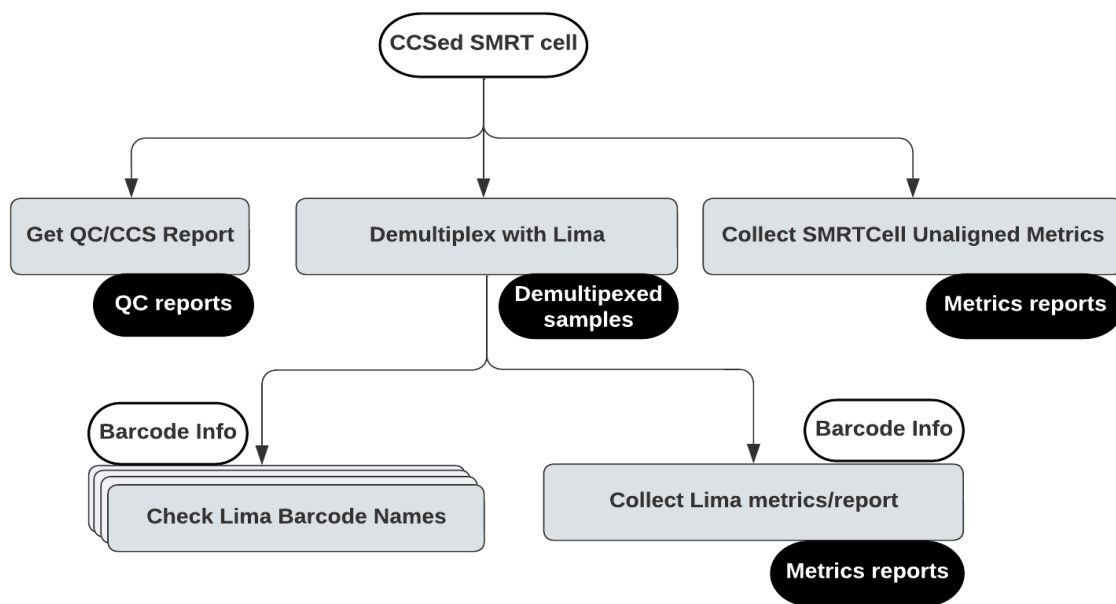 CCSed SMRT cell
Get QC/CCS Report
Demultiplex with Lima
Collect SMRTCell Unaligned Metrics
QC reports
Demultipexed
samples
Metrics reports
Barcode Info
Barcode Info
Check Lima Barcode Names
Collect Lima metrics/report
Metrics reports